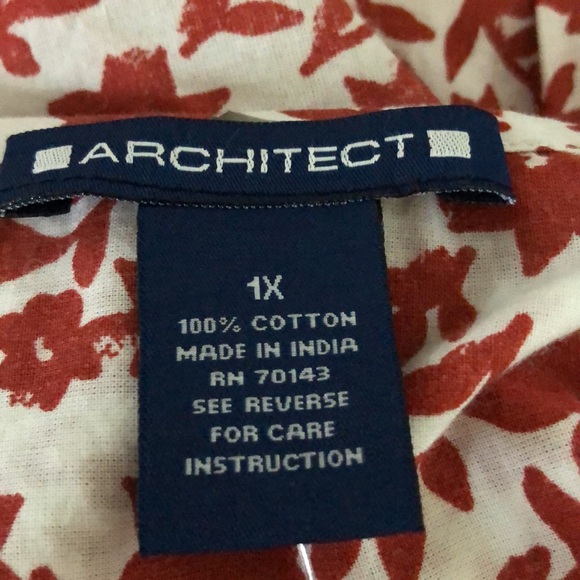 ARCHITECT
1X
100% COTTON
MADE IN INDIA
RN 70143
SEE REVERSE
FOR CARE
INSTRUCTION